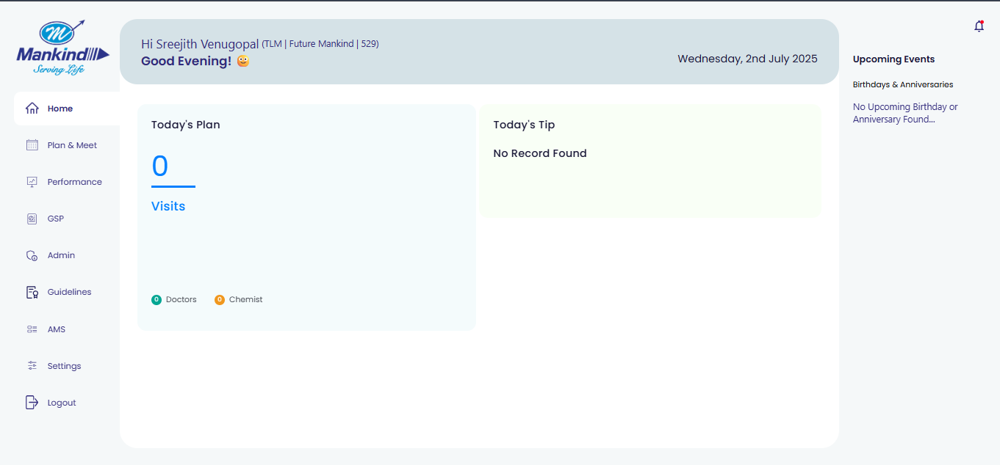 Mankind
Serving Life
Home
Plan & Meet
Performance
GSP
Admin
Guidelines
AMS
Settings
Logout
Hi Sreejith Venugopal (TLM | Future Mankind | 529)
Good Evening!
Wednesday, 2nd July 2025
Today's Plan
0
Visits
0 Doctors
0 Chemist
Today's Tip
No Record Found
Upcoming Events
Birthdays & Anniversaries
No Upcoming Birthday or
Anniversary Found...